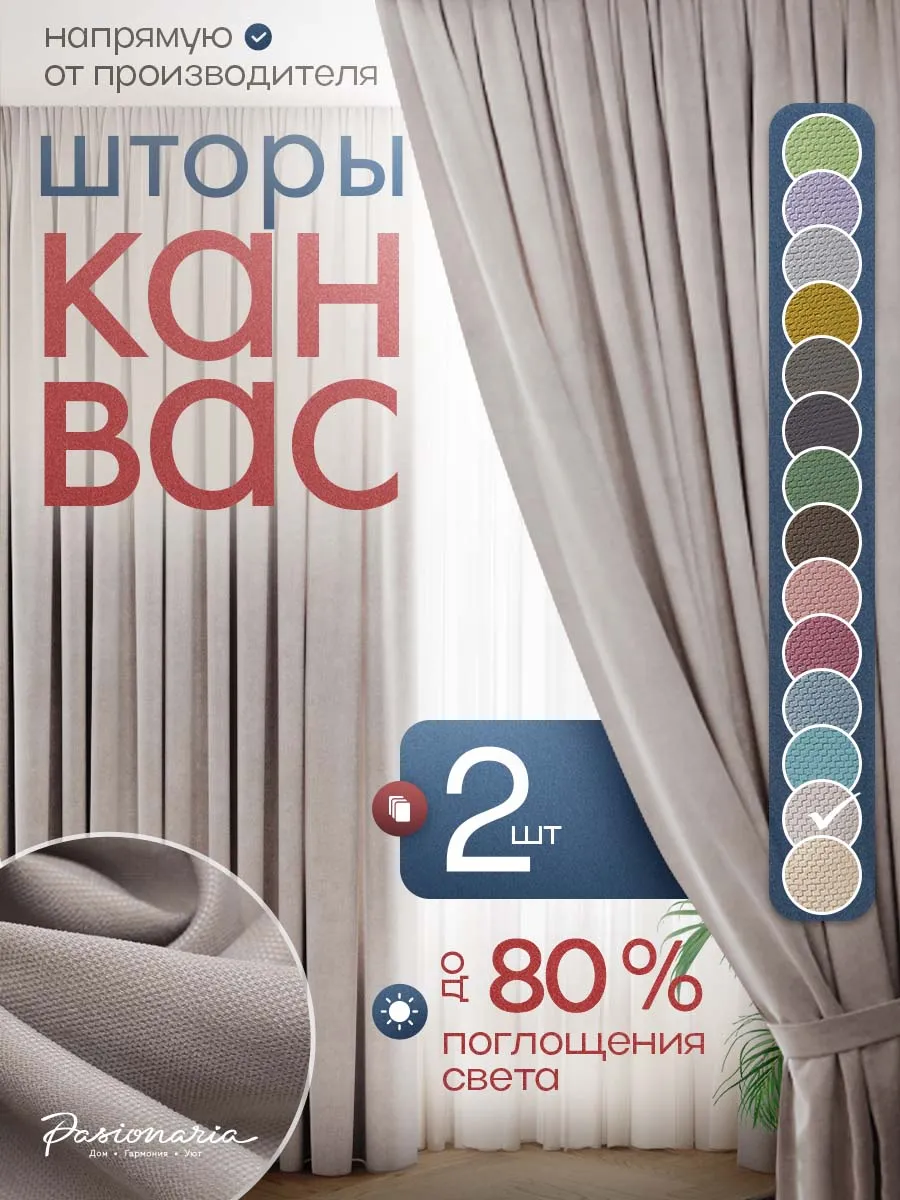 напрямую
от производителя
шторы
кан
вас
2 шт
до 80%
поглощения
света
Pasionaria
Дом • Гармония • Уют